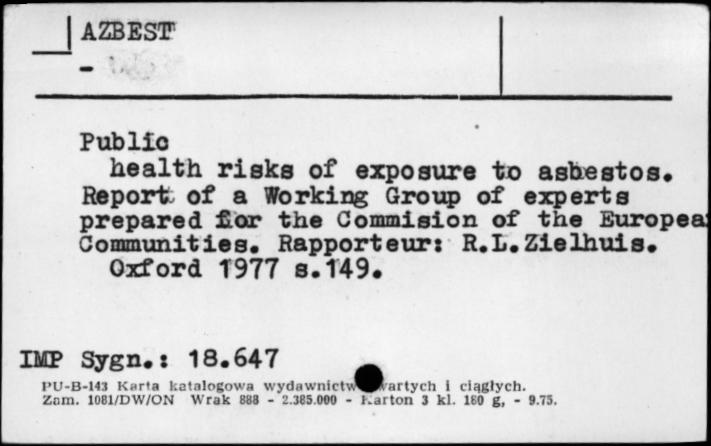 AZBEST
-
Public
health risks of exposure to asbestos.
Report of a Working Group of experts
prepared for the Commision of the Europea
Communities. Rapporteur: R.L.Zielhuis.
Oxford 1977 s.149.
IMP Sygn.: 18.647
PU-B-143 Karta katalogowa wydawnictw wartych i ciągłych.
Zam. 1081/DW/ON Wrak 888 - 2.385.000 - Karton 3 kl. 180 g, - 9.75.